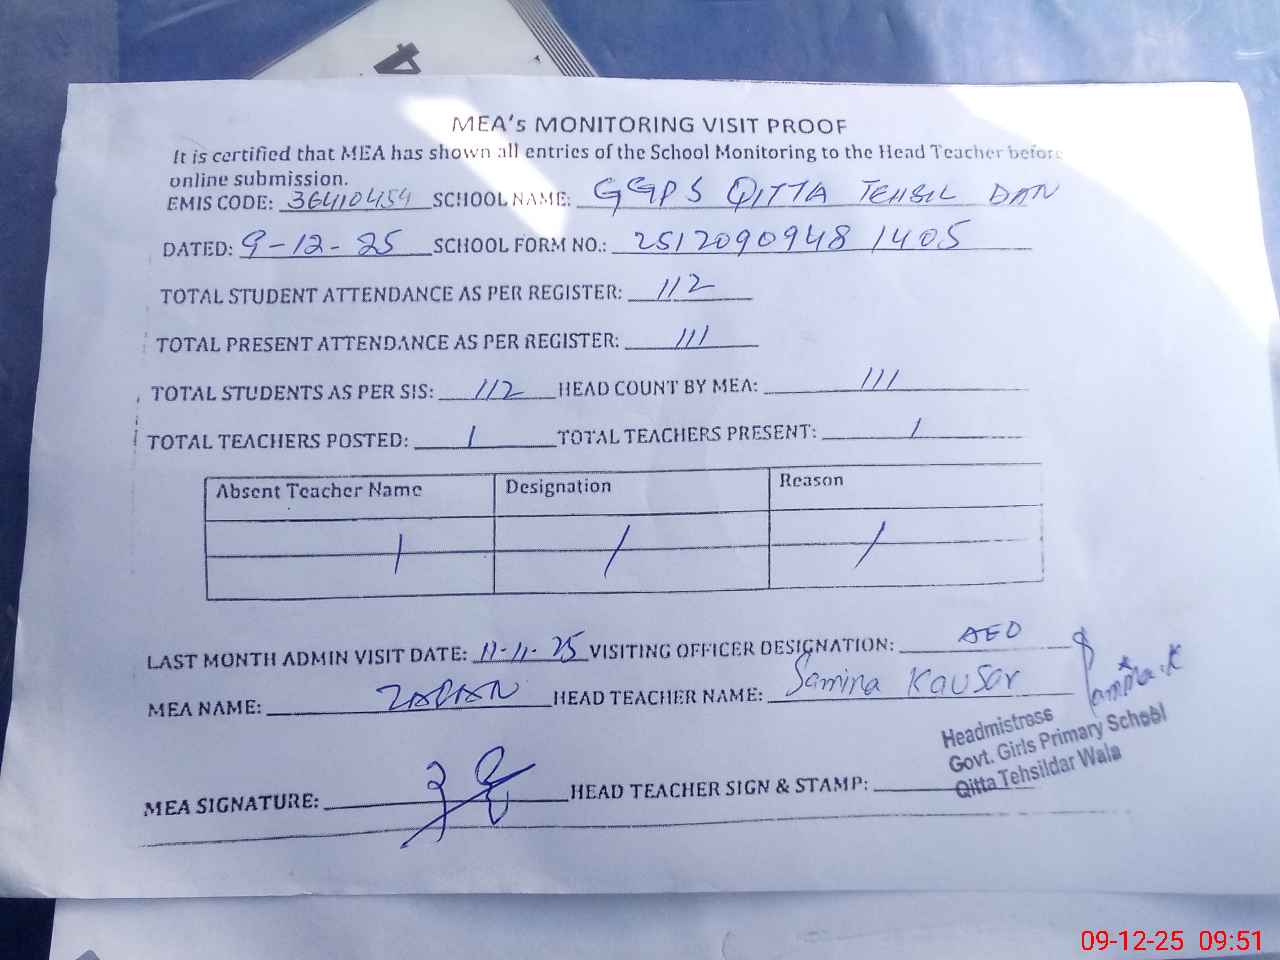 MEA's MONITORING VISIT PROOF
It is certified that MEA has shown all entries of the School Monitoring to the Head Teacher before
online submission.
EMIS CODE: 36410454 SCHOOL NAME: GGPS QITTA TEHSIL DAN
DATED: 9-12-25 SCHOOL FORM NO.: 2512090948 1405
TOTAL STUDENT ATTENDANCE AS PER REGISTER: 112
TOTAL PRESENT ATTENDANCE AS PER REGISTER: 111
TOTAL STUDENTS AS PER SIS: 112 HEAD COUNT BY MEA: 111
TOTAL TEACHERS POSTED: 1 TOTAL TEACHERS PRESENT: 1
Absent Teacher Name Designation Reason
/ / /
LAST MONTH ADMIN VISIT DATE: 11-11-25 VISITING OFFICER DESIGNATION: AEO
MEA NAME: HEAD TEACHER NAME: Samina Kausar
Samina K
Headmistress
Govt. Girls Primary School
Qitta Tehsildar Wala
MEA SIGNATURE: HEAD TEACHER SIGN & STAMP:
09-12-25 09:51